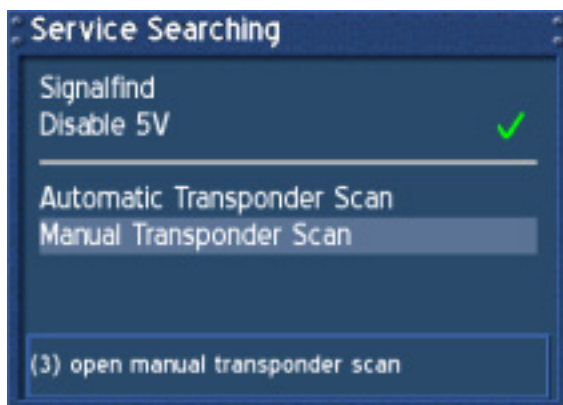 Service Searching
Signalfind
Disable 5V
Automatic Transponder Scan
Manual Transponder Scan
(3) open manual transponder scan